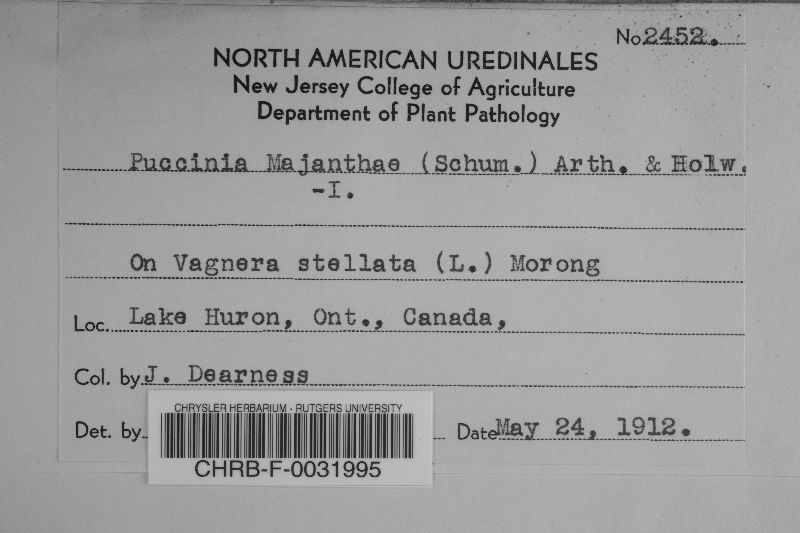 No. 2452.
NORTH AMERICAN UREDINALES
New Jersey College of Agriculture
Department of Plant Pathology
Puccinia Majanthae (Schum.) Arth. & Holw.
-I.
On Vagnera stellata (L.) Morong
Loc. Lake Huron, Ont., Canada,
Col. by J. Dearness
Det. by Date May 24, 1912.
CHRYSLER HERBARIUM - RUTGERS UNIVERSITY
CHRB-F-0031995